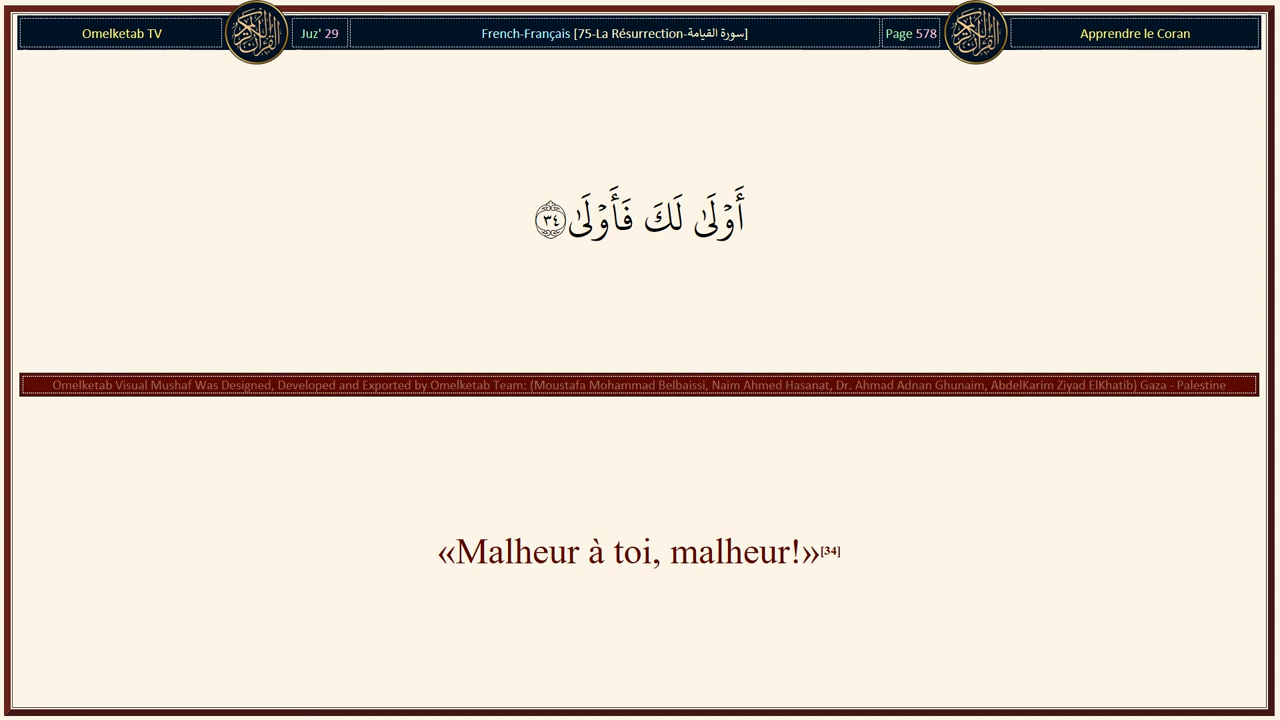 Omelketab TV
Juz' 29
French-Français [75-La Résurrection-سورة القيامة]
Page 578
Apprendre le Coran
أَوۡلَىٰ لَكَ فَأَوۡلَىٰ ٣٤
Omelketab Visual Mushaf Was Designed, Developed and Exported by Omelketab Team: (Moustafa Mohammad Belbaissi, Naim Ahmed Hasanat, Dr. Ahmad Adnan Ghunaim, AbdelKarim Ziyad ElKhatib) Gaza - Palestine
«Malheur à toi, malheur!»[34]